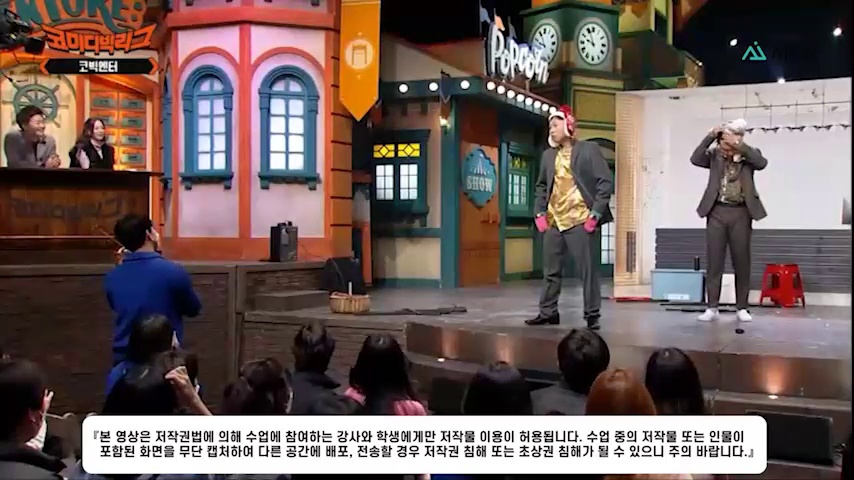 코미디빅리그
코빅엔터
POPCORN
SHOW
『본 영상은 저작권법에 의해 수업에 참여하는 강사와 학생에게만 저작물 이용이 허용됩니다. 수업 중의 저작물 또는 인물이
포함된 화면을 무단 캡처하여 다른 공간에 배포, 전송할 경우 저작권 침해 또는 초상권 침해가 될 수 있으니 주의 바랍니다.』